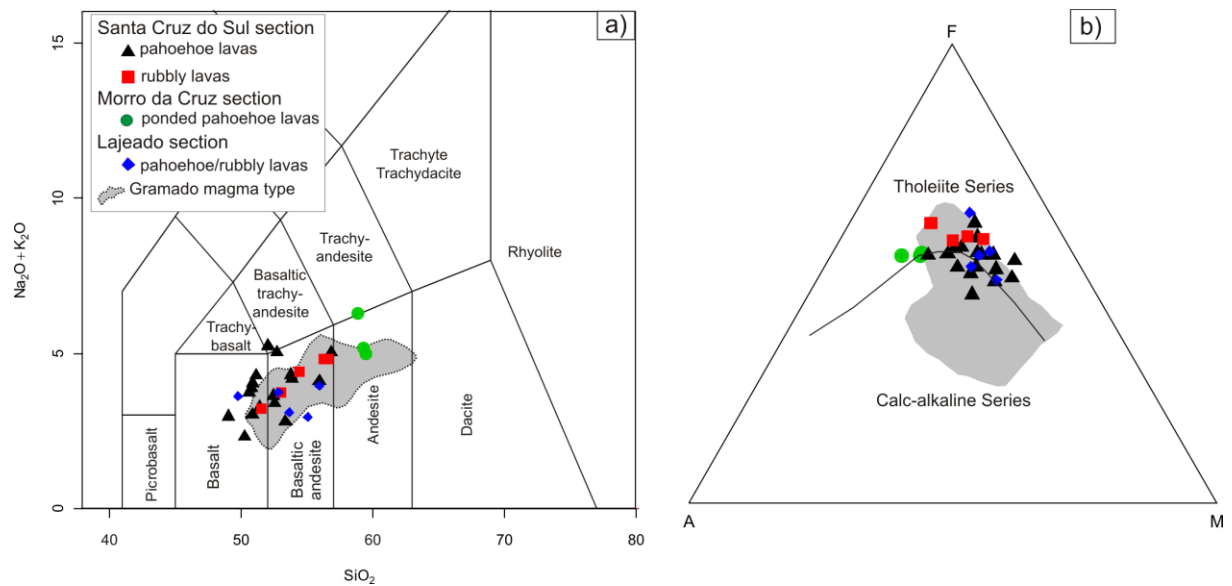 a)
Santa Cruz do Sul section
pahoehoe lavas
rubbly lavas
Morro da Cruz section
ponded pahoehoe lavas
Lajeado section
pahoehoe/rubbly lavas
Gramado magma type
15
10
5
0
Na₂O+K₂O
Trachyte
Trachydacite
Trachy-
andesite
Rhyolite
Basaltic
trachy-
andesite
Trachy-
basalt
Picrobasalt
Basalt
Basaltic
andesite
Andesite
Dacite
40
50
60
70
80
SiO₂
b)
F
Tholeiite Series
Calc-alkaline Series
A
M